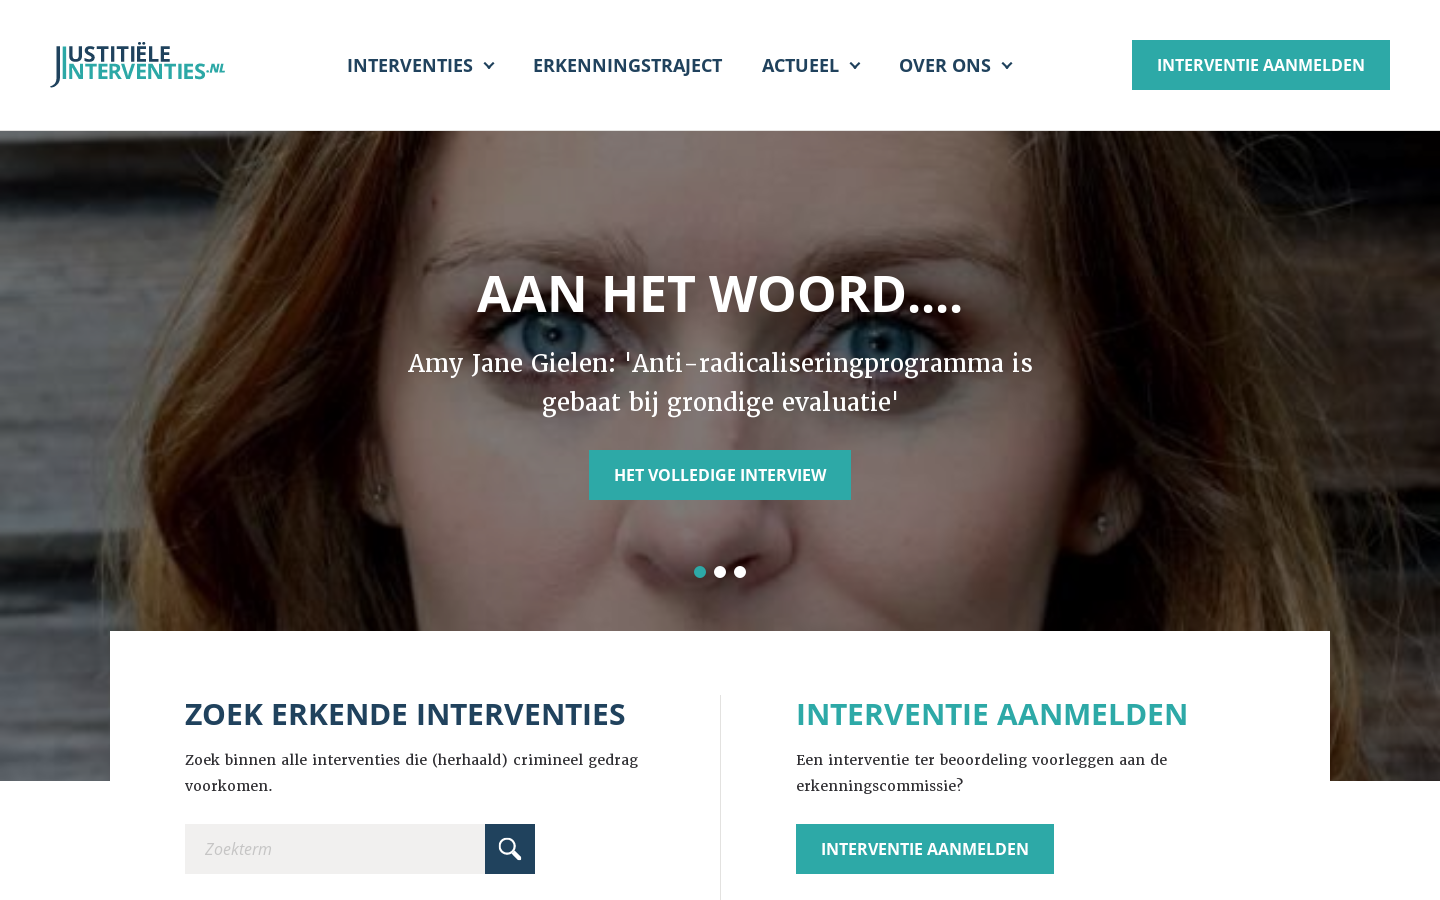 JUSTITIËLE
INTERVENTIES.NL
INTERVENTIES
ERKENNINGSTRAJECT
ACTUEEL
OVER ONS
INTERVENTIE AANMELDEN
AAN HET WOORD....
Amy Jane Gielen: 'Anti-radicaliseringprogramma is
gebaat bij grondige evaluatie'
HET VOLLEDIGE INTERVIEW
ZOEK ERKENDE INTERVENTIES
Zoek binnen alle interventies die (herhaald) crimineel gedrag
voorkomen.
Zoekterm
INTERVENTIE AANMELDEN
Een interventie ter beoordeling voorleggen aan de
erkenningscommissie?
INTERVENTIE AANMELDEN